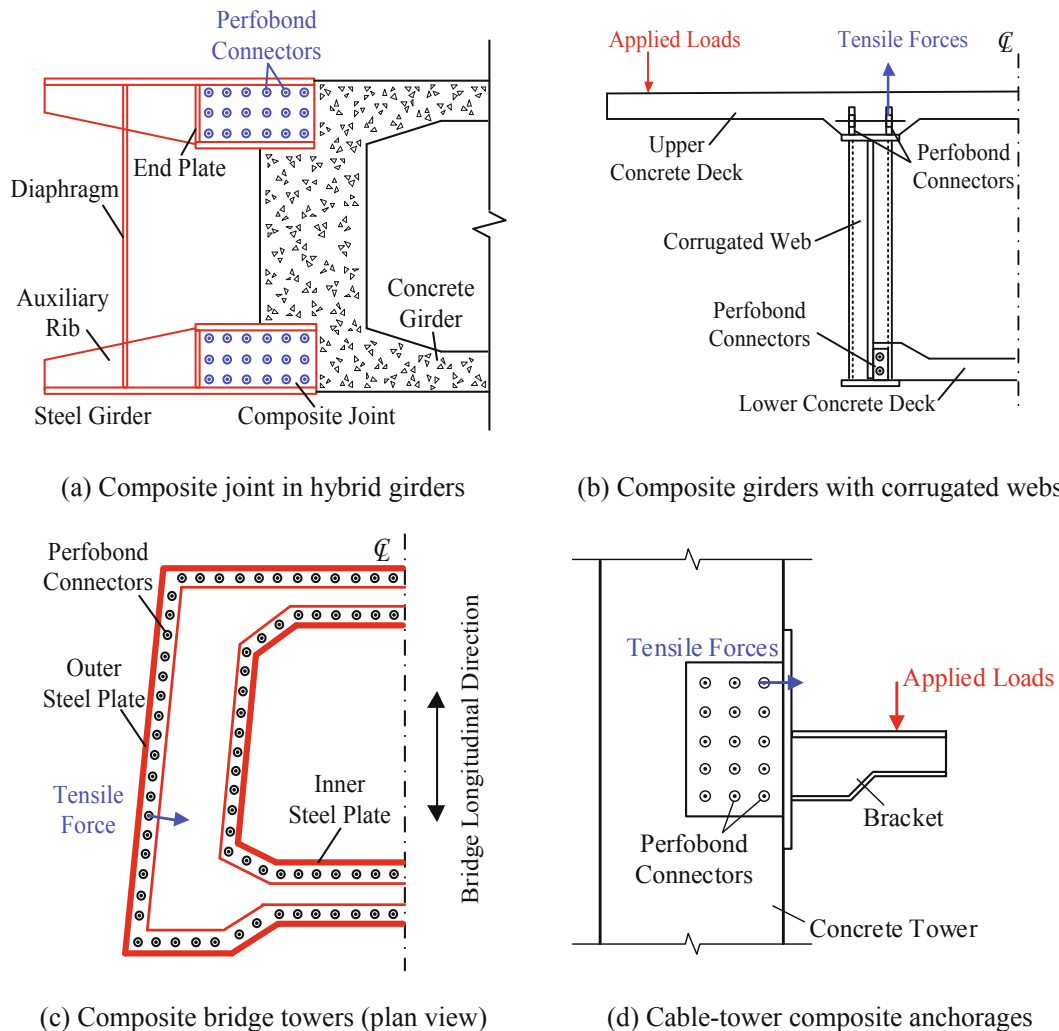 Perfobond
Connectors
End Plate
Diaphragm
Auxiliary
Rib
Concrete
Girder
Steel Girder
Composite Joint
(a) Composite joint in hybrid girders
Applied Loads
Tensile Forces
℄
Upper
Concrete Deck
Perfobond
Connectors
Corrugated Web
Perfobond
Connectors
Lower Concrete Deck
(b) Composite girders with corrugated webs
Perfobond
Connectors
℄
Outer
Steel Plate
Tensile
Force
Inner
Steel Plate
Bridge Longitudinal Direction
(c) Composite bridge towers (plan view)
Tensile Forces
Applied Loads
Bracket
Perfobond
Connectors
Concrete Tower
(d) Cable-tower composite anchorages